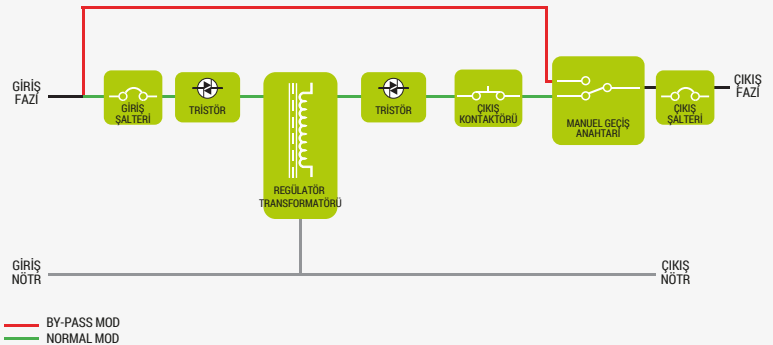 GİRİŞ
FAZI
GİRİŞ
ŞALTERİ
TRİSTÖR
REGÜLATÖR
TRANSFORMATÖRÜ
TRİSTÖR
ÇIKIŞ
KONTAKTÖRÜ
MANUEL GEÇİŞ
ANAHTARI
ÇIKIŞ
ŞALTERİ
ÇIKIŞ
FAZI
GİRİŞ
NÖTR
ÇIKIŞ
NÖTR
BY-PASS MOD
NORMAL MOD